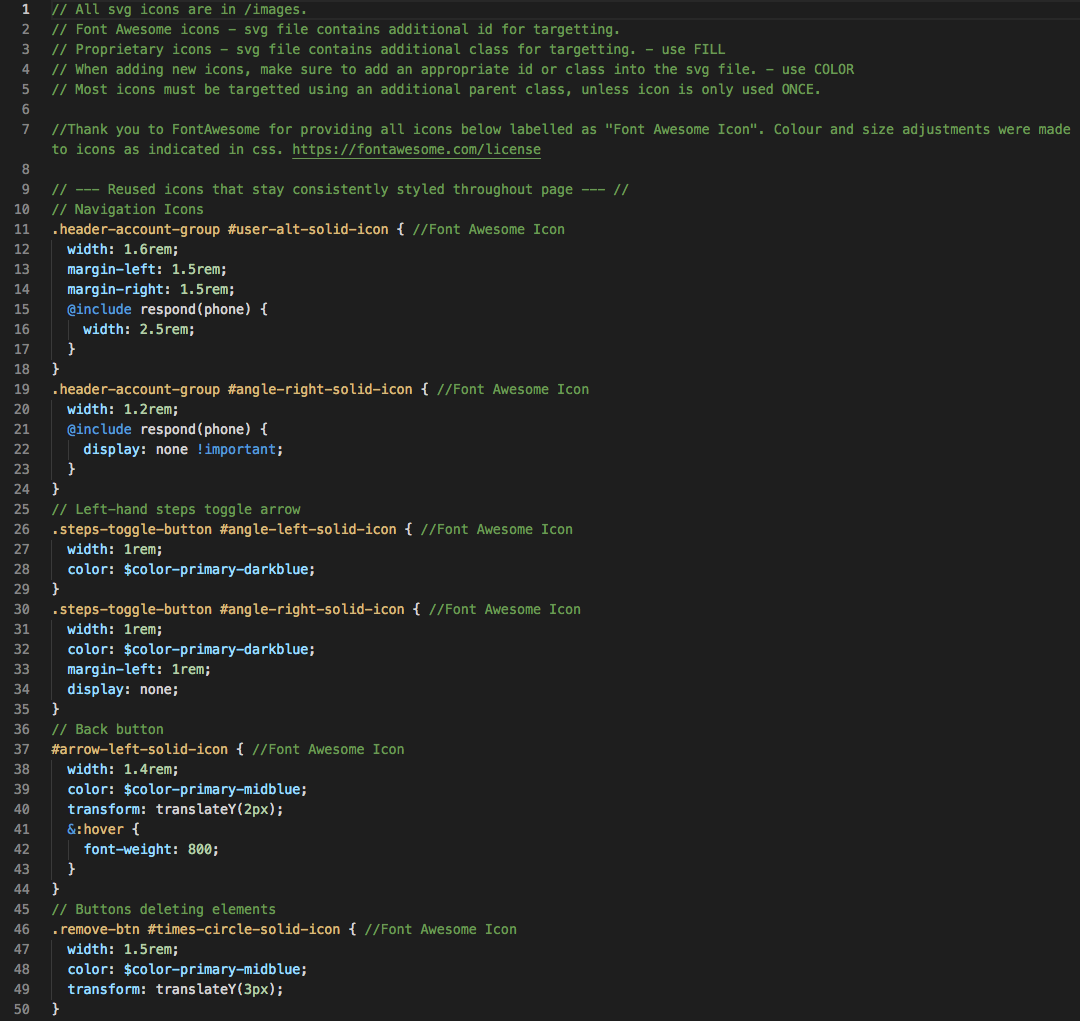 1 // All svg icons are in /images.
2 // Font Awesome icons – svg file contains additional id for targetting.
3 // Proprietary icons – svg file contains additional class for targetting. – use FILL
4 // When adding new icons, make sure to add an appropriate id or class into the svg file. – use COLOR
5 // Most icons must be targetted using an additional parent class, unless icon is only used ONCE.
6
7 //Thank you to FontAwesome for providing all icons below labelled as "Font Awesome Icon". Colour and size adjustments were made
to icons as indicated in css. https://fontawesome.com/license
8
9 // --- Reused icons that stay consistently styled throughout page --- //
10 // Navigation Icons
11 .header-account-group #user-alt-solid-icon { //Font Awesome Icon
12   width: 1.6rem;
13   margin-left: 1.5rem;
14   margin-right: 1.5rem;
15   @include respond(phone) {
16     width: 2.5rem;
17   }
18 }
19 .header-account-group #angle-right-solid-icon { //Font Awesome Icon
20   width: 1.2rem;
21   @include respond(phone) {
22     display: none !important;
23   }
24 }
25 // Left-hand steps toggle arrow
26 .steps-toggle-button #angle-left-solid-icon { //Font Awesome Icon
27   width: 1rem;
28   color: $color-primary-darkblue;
29 }
30 .steps-toggle-button #angle-right-solid-icon { //Font Awesome Icon
31   width: 1rem;
32   color: $color-primary-darkblue;
33   margin-left: 1rem;
34   display: none;
35 }
36 // Back button
37 #arrow-left-solid-icon { //Font Awesome Icon
38   width: 1.4rem;
39   color: $color-primary-midblue;
40   transform: translateY(2px);
41   &:hover {
42     font-weight: 800;
43   }
44 }
45 // Buttons deleting elements
46 .remove-btn #times-circle-solid-icon { //Font Awesome Icon
47   width: 1.5rem;
48   color: $color-primary-midblue;
49   transform: translateY(3px);
50 }